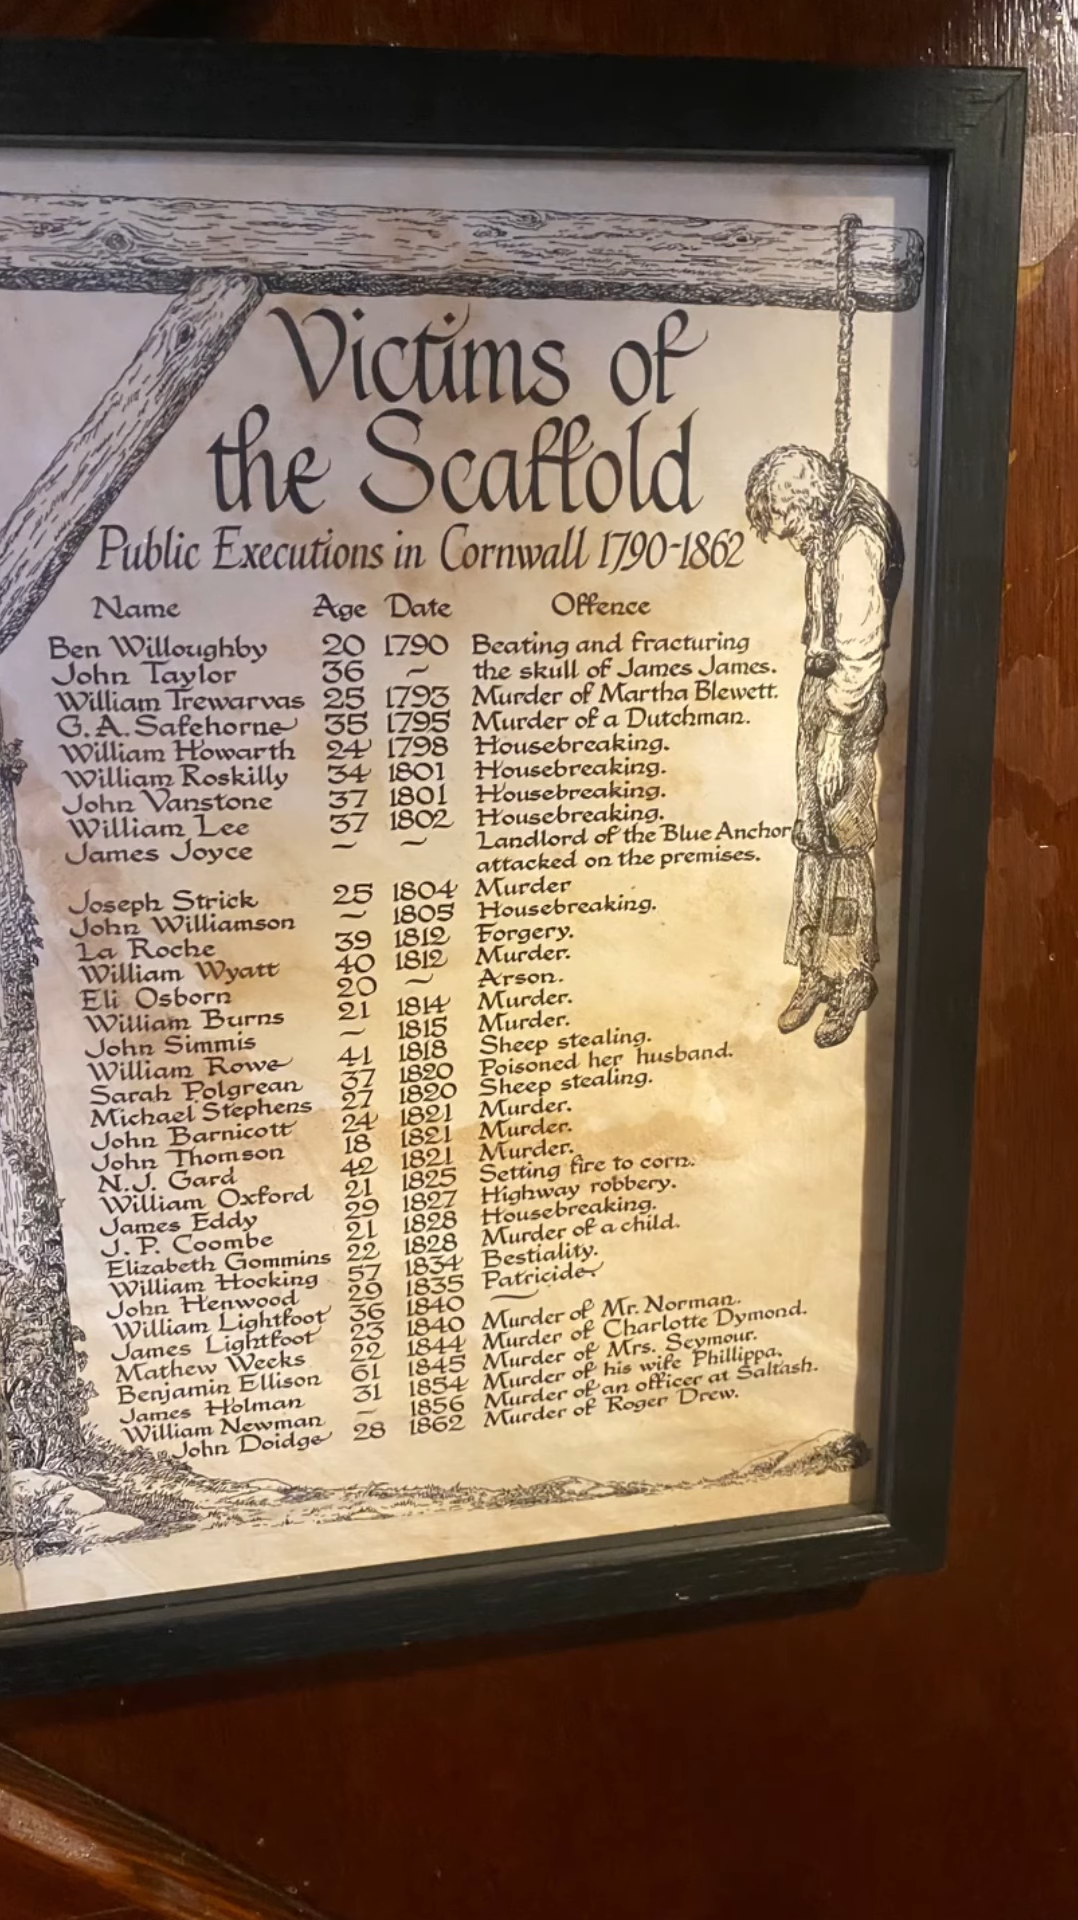 Victims of
the Scaffold
Public Executions in Cornwall 1790-1862
Name Age Date Offence
Ben Willoughby 20 1790 Beating and fracturing
John Taylor 36 ~ the skull of James James.
William Trewarvas 25 1793 Murder of Martha Blewett.
G.A. Safehorne 35 1795 Murder of a Dutchman.
William Howarth 24 1798 Housebreaking.
William Roskilly 34 1801 Housebreaking.
John Vanstone 37 1801 Housebreaking.
William Lee 37 1802 Housebreaking.
James Joyce ~ ~ Landlord of the Blue Anchor
attacked on the premises.
Joseph Strick 25 1804 Murder
John Williamson ~ 1805 Housebreaking.
La Roche 39 1812 Forgery.
William Wyatt 40 1812 Murder.
Eli Osborn 20 ~ Arson.
William Burns 21 1814 Murder.
John Simmis ~ 1815 Murder.
William Rowe 41 1818 Sheep stealing.
Sarah Polgrean 37 1820 Poisoned her husband.
Michael Stephens 27 1820 Sheep stealing.
John Barnicott 24 1821 Murder.
John Thomson 18 1821 Murder.
N.J. Gard 42 1821 Murder.
William Oxford 21 1825 Setting fire to corn.
James Eddy 29 1827 Highway robbery.
J. P. Coombe 21 1828 Housebreaking.
Elizabeth Gommins 22 1828 Murder of a child.
William Hocking 57 1834 Bestiality.
John Henwood 29 1835 Patricide
William Lightfoot 36 1840 ~
James Lightfoot 23 1840 Murder of Mr. Norman.
Mathew Weeks 22 1844 Murder of Charlotte Dymond.
Benjamin Ellison 61 1845 Murder of Mrs. Seymour.
James Holman 31 1854 Murder of his wife Phillippa.
William Newman ~ 1856 Murder of an officer at Saltash.
John Doidge 28 1862 Murder of Roger Drew.